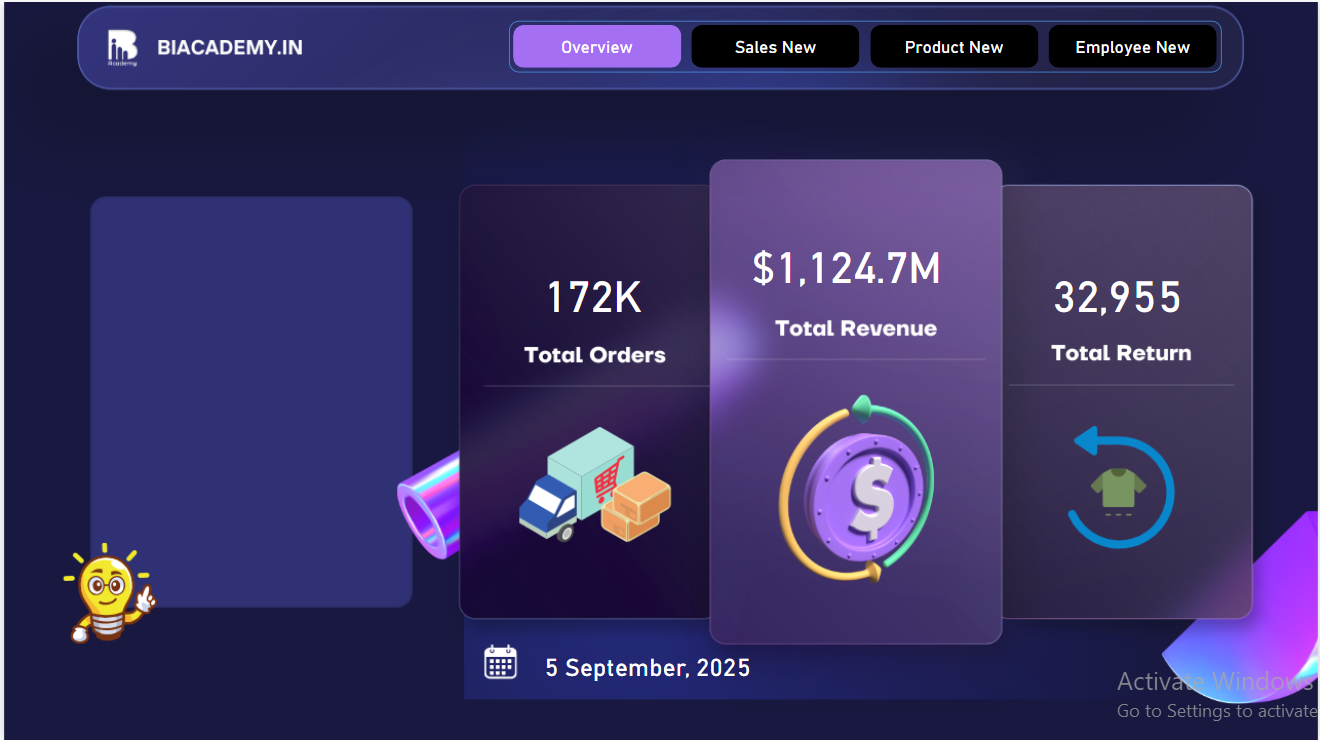 Academy
BIACADEMY.IN
Overview
Sales New
Product New
Employee New
172K
Total Orders
$1,124.7M
Total Revenue
32,955
Total Return
5 September, 2025
Activate Windows
Go to Settings to activate